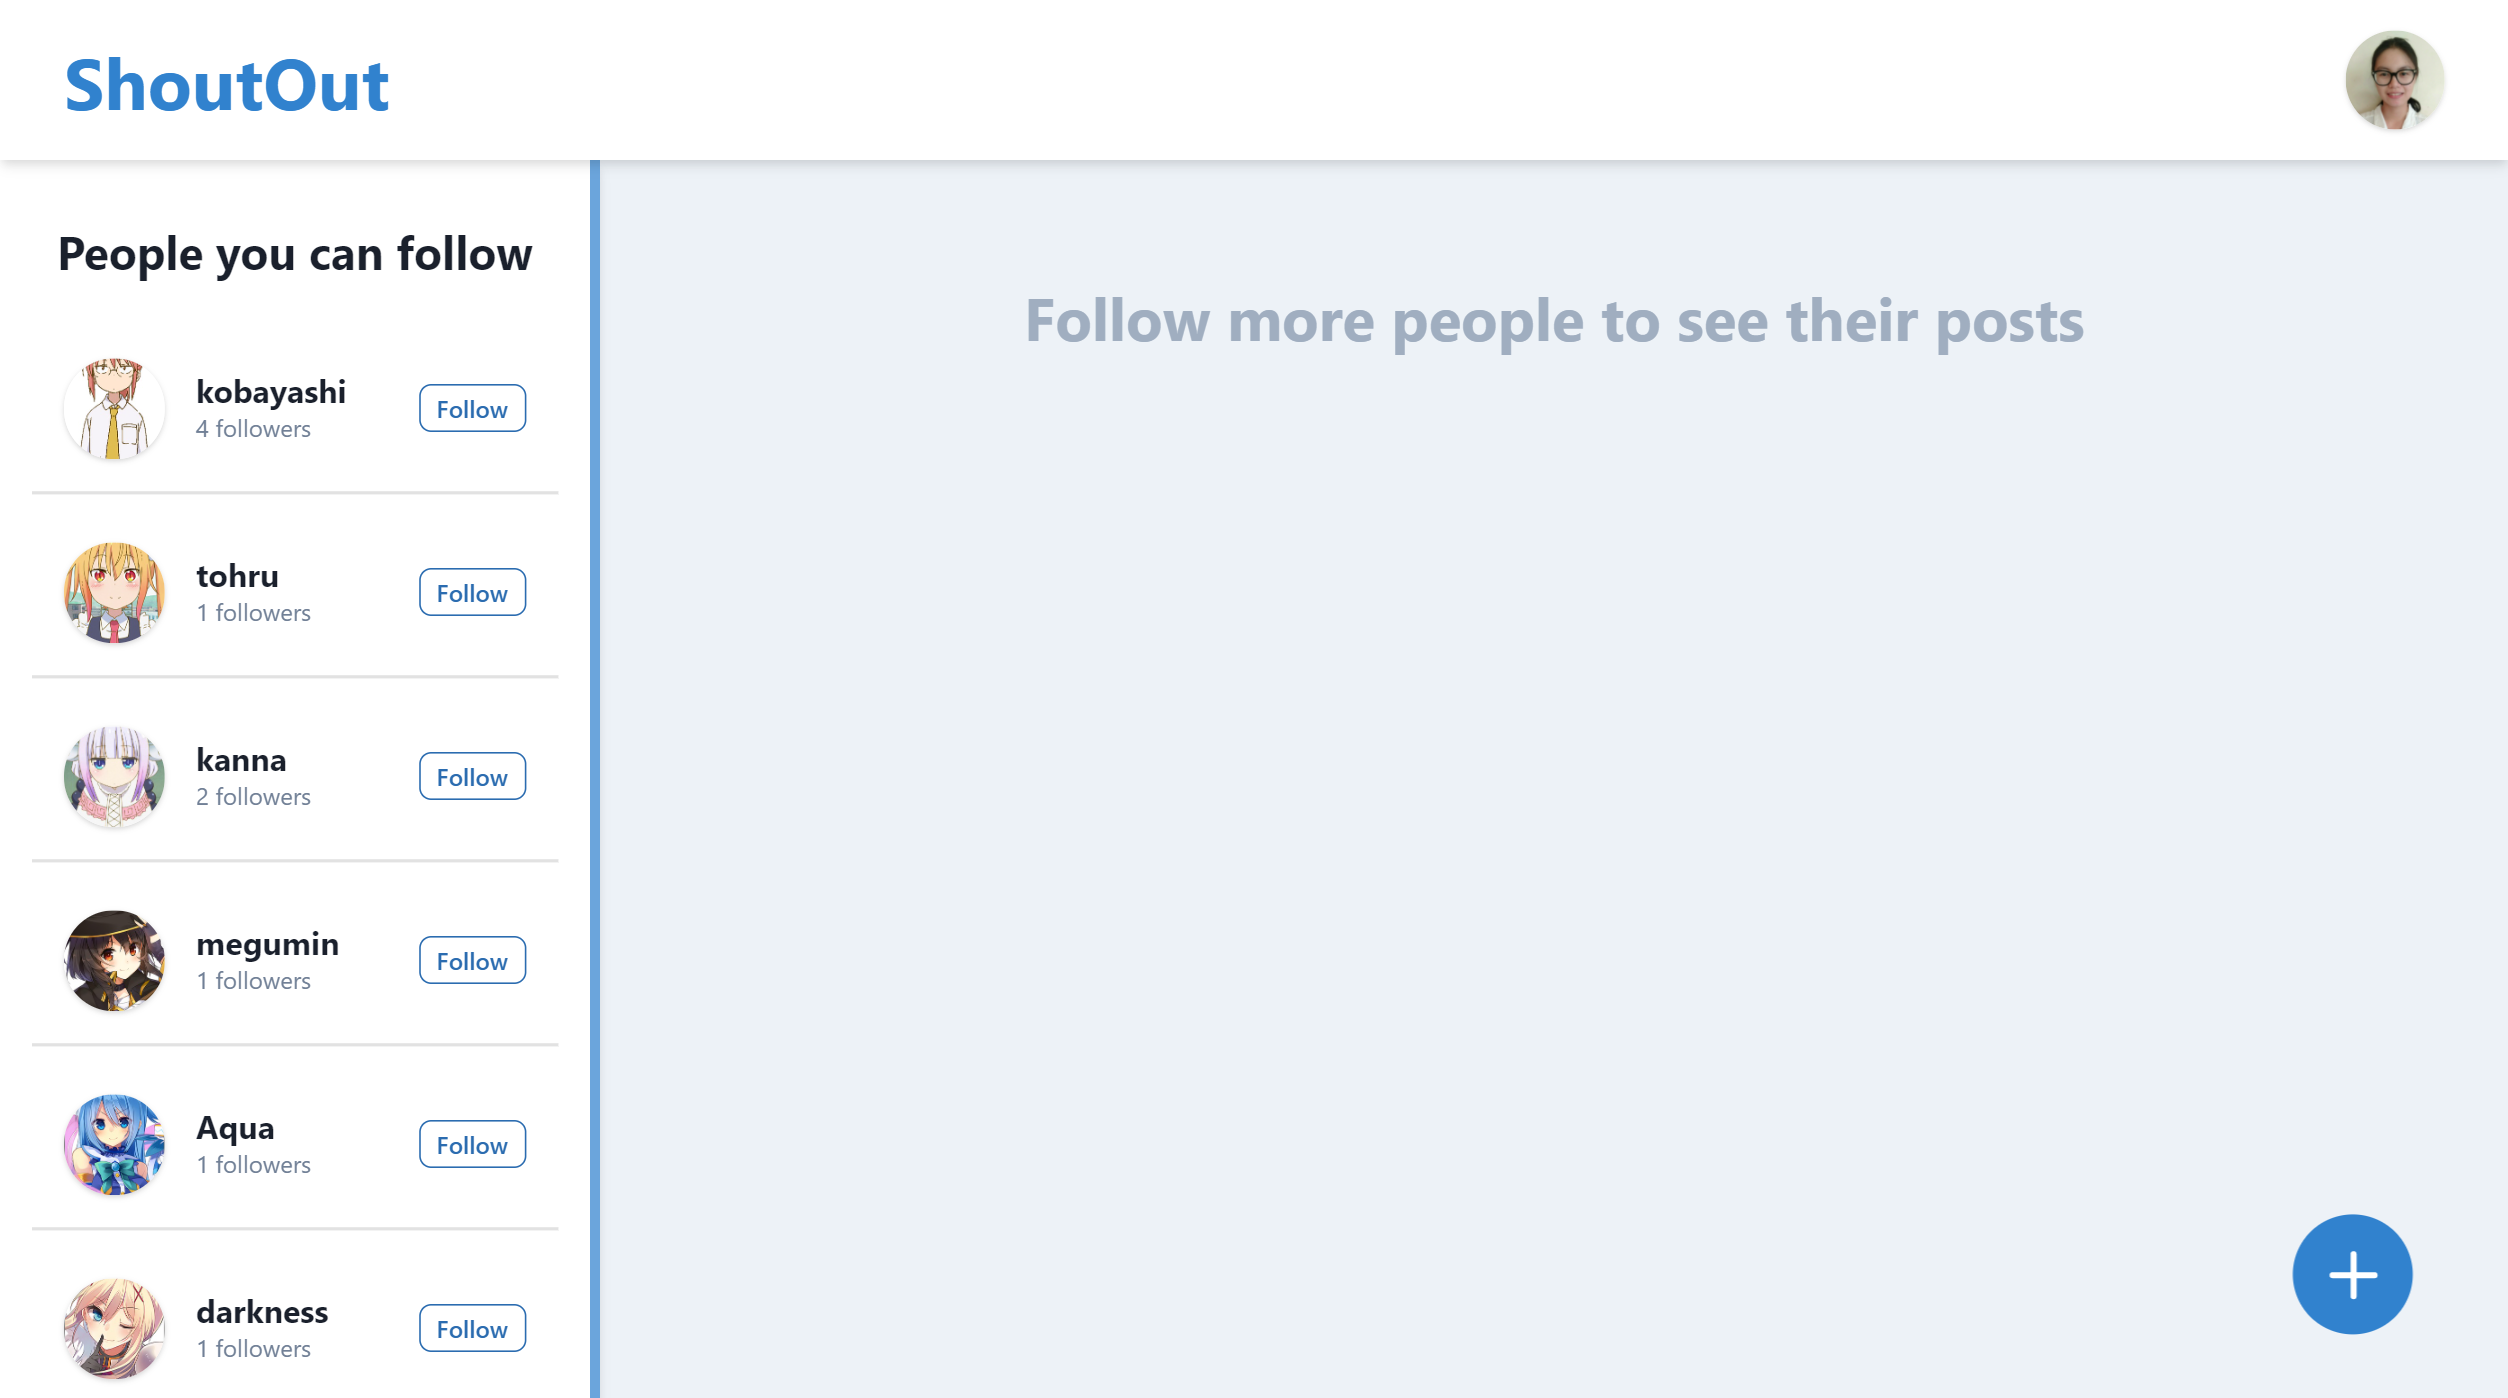 ShoutOut
People you can follow
kobayashi
4 followers
Follow
tohru
1 followers
Follow
kanna
2 followers
Follow
megumin
1 followers
Follow
Aqua
1 followers
Follow
darkness
1 followers
Follow
Follow more people to see their posts